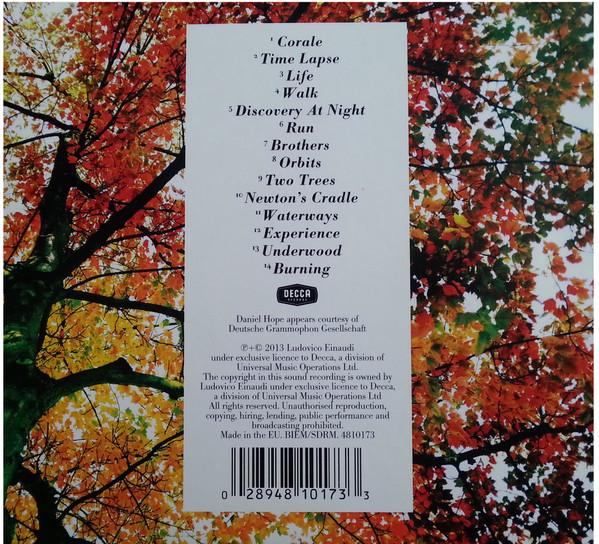 1 Corale
2 Time Lapse
3 Life
4 Walk
5 Discovery At Night
6 Run
7 Brothers
8 Orbits
9 Two Trees
10 Newton's Cradle
11 Waterways
12 Experience
13 Underwood
14 Burning
DECCA
RECORDS
Daniel Hope appears courtesy of
Deutsche Grammophon Gesellschaft
℗+© 2013 Ludovico Einaudi
under exclusive licence to Decca, a division of
Universal Music Operations Ltd.
The copyright in this sound recording is owned by
Ludovico Einaudi under exclusive licence to Decca,
a division of Universal Music Operations Ltd
All rights reserved. Unauthorised reproduction,
copying, hiring, lending, public performance and
broadcasting prohibited.
Made in the EU. BIEM/SDRM. 4810173
0 28948 10173 3